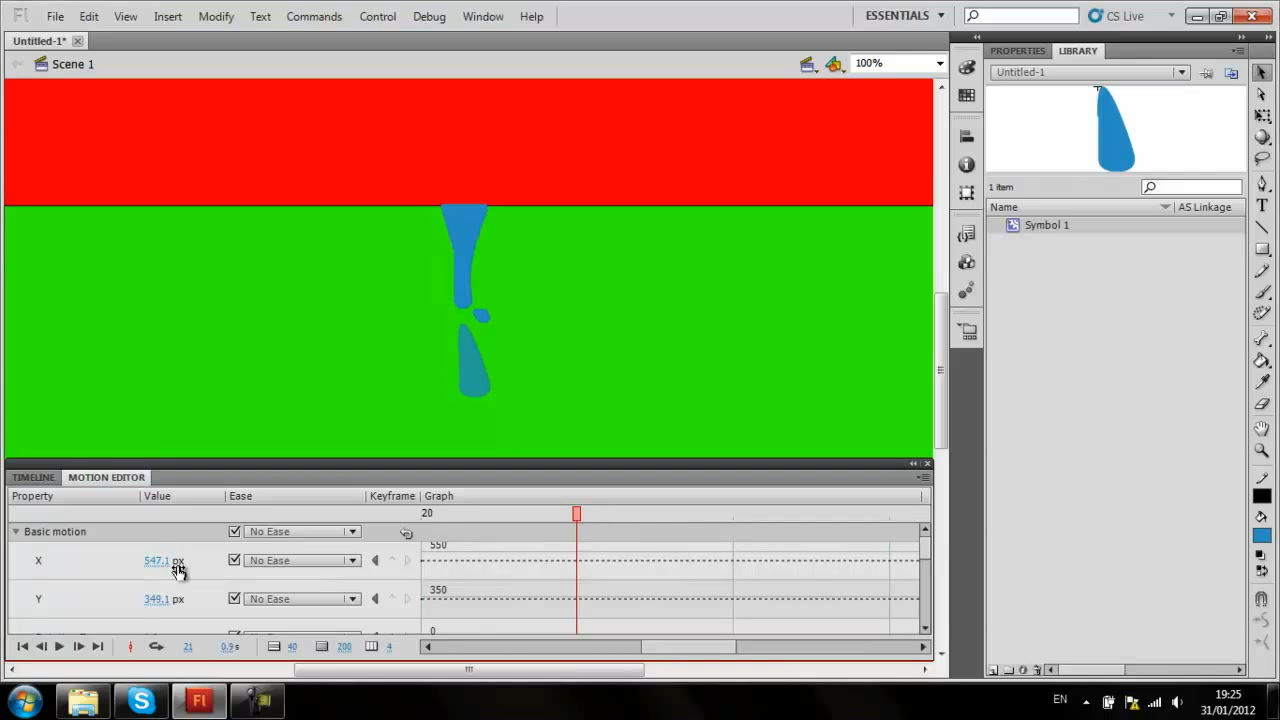 Fl File Edit View Insert Modify Text Commands Control Debug Window Help ESSENTIALS CS Live
Untitled-1*
Scene 1 100%
PROPERTIES LIBRARY
Untitled-1
1 item
Name AS Linkage
Symbol 1
TIMELINE MOTION EDITOR
Property Value Ease Keyframe Graph
20
Basic motion No Ease
550
X 547.1 px No Ease
350
Y 349.1 px No Ease
0
21 0.9 s 40 200 4
Fl
EN
19:25
31/01/2012